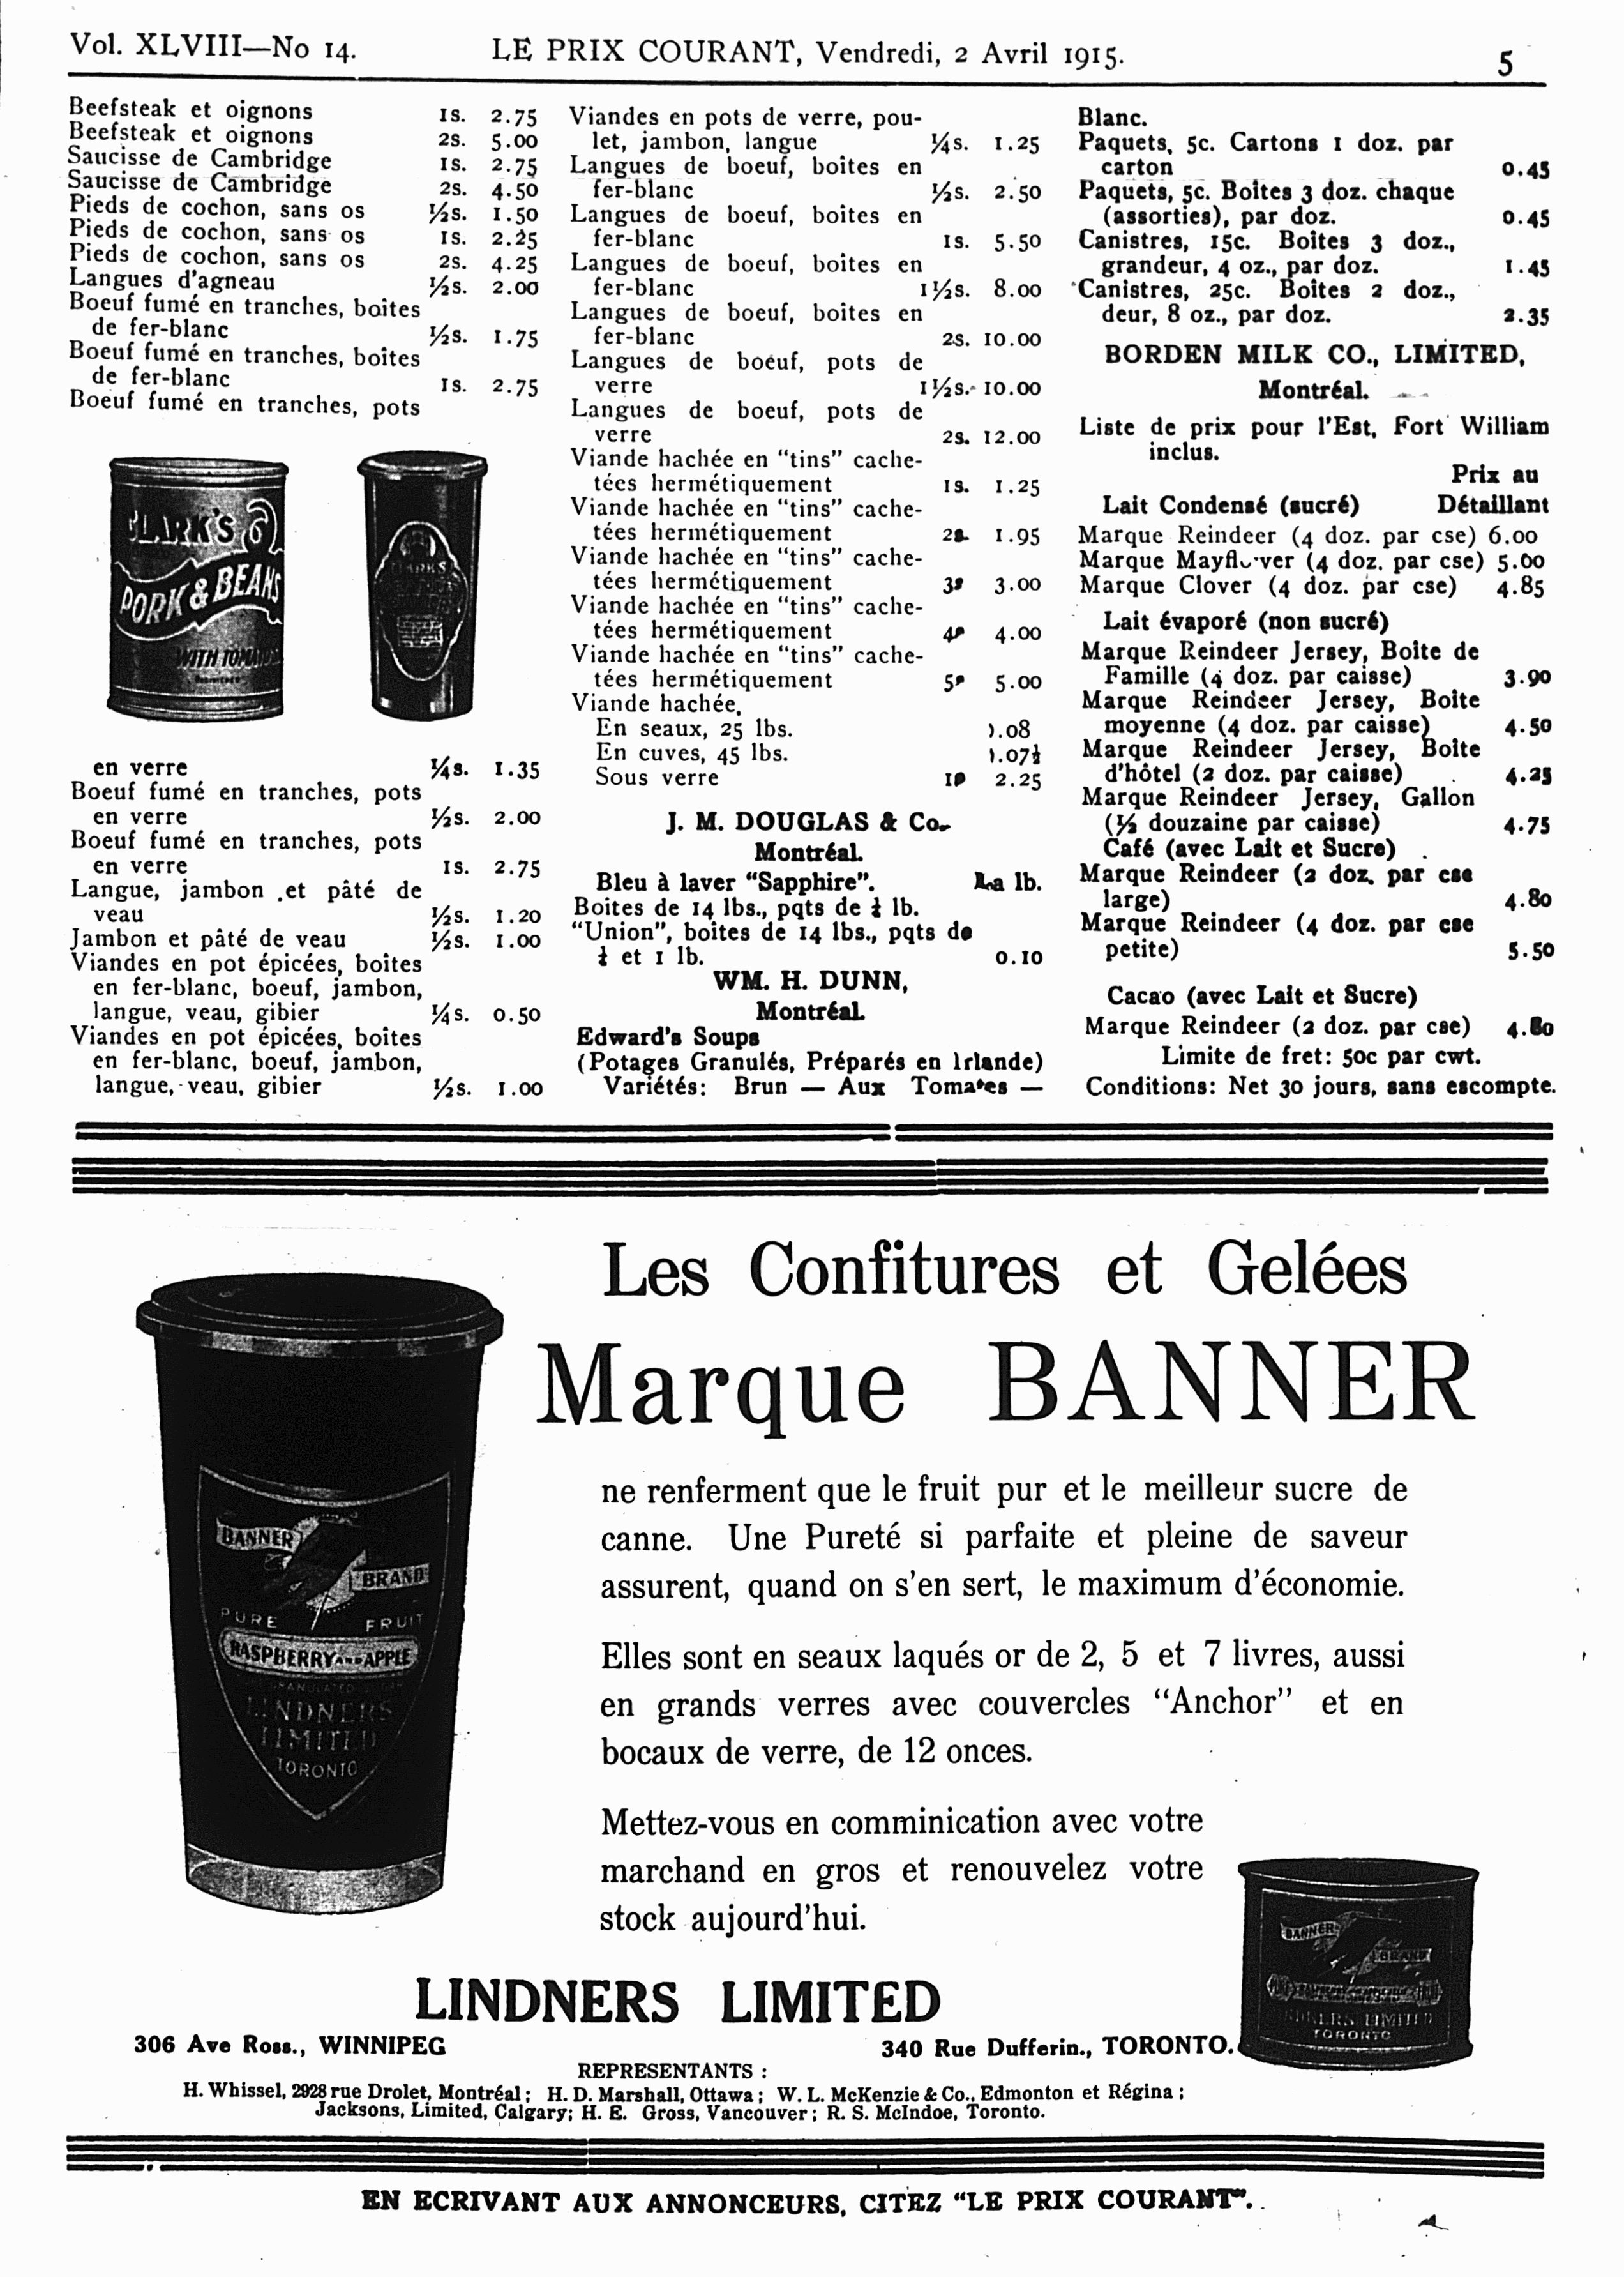 Vol. XLVIII—No 14.
LE PRIX COURANT, Vendredi, 2 Avril 1915.
5
Beefsteak et oignons 1s. 2.75
Beefsteak et oignons 2s. 5.00
Saucisse de Cambridge 1s. 2.75
Saucisse de Cambridge 2s. 4.50
Pieds de cochon, sans os ½s. 1.50
Pieds de cochon, sans os 1s. 2.25
Pieds de cochon, sans os 2s. 4.25
Langues d'agneau ½s. 2.00
Boeuf fumé en tranches, boites
de fer-blanc ½s. 1.75
Boeuf fumé en tranches, boites
de fer-blanc 1s. 2.75
Boeuf fumé en tranches, pots
CLARK'S
PORK & BEANS
WITH TOMATO
CLARK'S
en verre ¼s. 1.35
Boeuf fumé en tranches, pots
en verre ½s. 2.00
Boeuf fumé en tranches, pots
en verre 1s. 2.75
Langue, jambon et pâté de
veau ½s. 1.20
Jambon et pâté de veau ½s. 1.00
Viandes en pot épicées, boites
en fer-blanc, boeuf, jambon,
langue, veau, gibier ¼s. 0.50
Viandes en pot épicées, boites
en fer-blanc, boeuf, jambon,
langue, veau, gibier ½s. 1.00
Viandes en pots de verre, pou-
let, jambon, langue ¼s. 1.25
Langues de boeuf, boites en
fer-blanc ½s. 2.50
Langues de boeuf, boites en
fer-blanc 1s. 5.50
Langues de boeuf, boites en
fer-blanc 1½s. 8.00
Langues de boeuf, boites en
fer-blanc 2s. 10.00
Langues de boeuf, pots de
verre 1½s. 10.00
Langues de boeuf, pots de
verre 2s. 12.00
Viande hachée en "tins" cache-
tées hermétiquement 1s. 1.25
Viande hachée en "tins" cache-
tées hermétiquement 2s. 1.95
Viande hachée en "tins" cache-
tées hermétiquement 3s 3.00
Viande hachée en "tins" cache-
tées hermétiquement 4s 4.00
Viande hachée en "tins" cache-
tées hermétiquement 5s 5.00
Viande hachée,
En seaux, 25 lbs. .08
En cuves, 45 lbs. .07½
Sous verre 1s 2.25
J. M. DOUGLAS & Co.
Montréal.
Bleu à laver "Sapphire". La lb.
Boites de 14 lbs., pqts de ¼ lb.
"Union", boites de 14 lbs., pqts de
¼ et 1 lb. 0.10
WM. H. DUNN,
Montréal.
Edward's Soups
(Potages Granulés, Préparés en Irlande)
Variétés: Brun — Aux Tomates —
Blanc.
Paquets, 5c. Cartons 1 doz. par
carton 0.45
Paquets, 5c. Boites 3 doz. chaque
(assorties), par doz. 0.45
Canistres, 15c. Boites 3 doz.,
grandeur, 4 oz., par doz. 1.45
Canistres, 25c. Boites 2 doz.,
deur, 8 oz., par doz. 2.35
BORDEN MILK CO., LIMITED,
Montréal.
Liste de prix pour l'Est, Fort William
inclus.
Prix au
Lait Condensé (sucré) Détaillant
Marque Reindeer (4 doz. par cse) 6.00
Marque Mayflower (4 doz. par cse) 5.00
Marque Clover (4 doz. par cse) 4.85
Lait évaporé (non sucré)
Marque Reindeer Jersey, Boite de
Famille (4 doz. par caisse) 3.90
Marque Reindeer Jersey, Boite
moyenne (4 doz. par caisse) 4.50
Marque Reindeer Jersey, Boite
d'hôtel (2 doz. par caisse) 4.25
Marque Reindeer Jersey, Gallon
(½ douzaine par caisse) 4.75
Café (avec Lait et Sucre)
Marque Reindeer (2 doz. par cse
large) 4.80
Marque Reindeer (4 doz. par cse
petite) 5.50
Cacao (avec Lait et Sucre)
Marque Reindeer (2 doz. par cse) 4.80
Limite de fret: 50c par cwt.
Conditions: Net 30 jours, sans escompte.
Les Confitures et Gelées
Marque BANNER
ne renferment que le fruit pur et le meilleur sucre de
canne. Une Pureté si parfaite et pleine de saveur
assurent, quand on s'en sert, le maximum d'économie.
Elles sont en seaux laqués or de 2, 5 et 7 livres, aussi
en grands verres avec couvercles "Anchor" et en
bocaux de verre, de 12 onces.
Mettez-vous en comminication avec votre
marchand en gros et renouvelez votre
stock aujourd'hui.
BANNER
BRAND
PURE FRUIT
RASPBERRY AND APPLE
GRANULATED SUGAR
LINDNERS
LIMITED
TORONTO
BANNER
BRAND
LINDNERS LIMITED
TORONTO
LINDNERS LIMITED
306 Ave Ross., WINNIPEG 340 Rue Dufferin., TORONTO.
REPRESENTANTS :
H. Whissel, 2928 rue Drolet, Montréal ; H. D. Marshall, Ottawa ; W. L. McKenzie & Co., Edmonton et Régina ;
Jacksons, Limited, Calgary; H. E. Gross, Vancouver ; R. S. McIndoe, Toronto.
EN ECRIVANT AUX ANNONCEURS, CITEZ "LE PRIX COURANT".